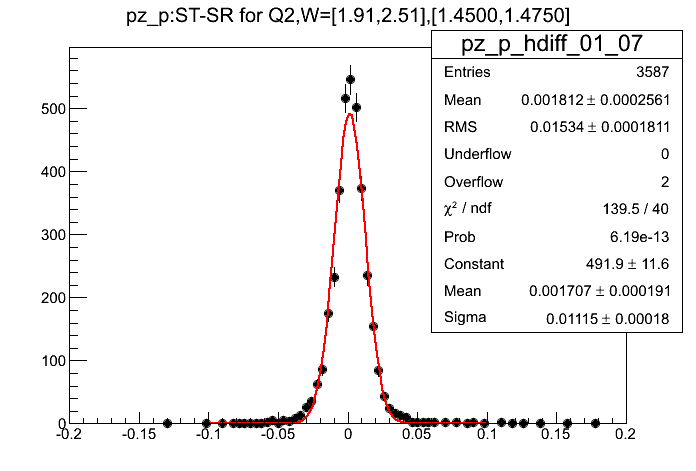 pz_p:ST-SR for Q2,W=[1.91,2.51],[1.4500,1.4750]
pz_p_hdiff_01_07
Entries 3587
Mean 0.001812 ± 0.0002561
RMS 0.01534 ± 0.0001811
Underflow 0
Overflow 2
χ² / ndf 139.5 / 40
Prob 6.19e-13
Constant 491.9 ± 11.6
Mean 0.001707 ± 0.000191
Sigma 0.01115 ± 0.00018
500
400
300
200
100
0
-0.2 -0.15 -0.1 -0.05 0 0.05 0.1 0.15 0.2